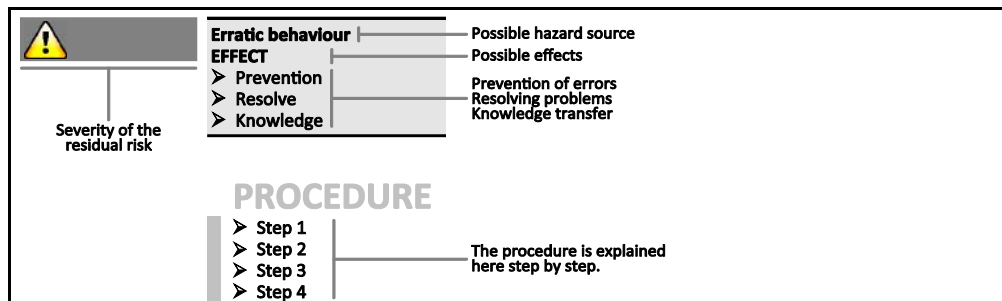 Erratic behaviour
Possible hazard source
EFFECT
Possible effects
➢ Prevention
➢ Resolve
➢ Knowledge
Prevention of errors
Resolving problems
Knowledge transfer
Severity of the
residual risk
PROCEDURE
➢ Step 1
➢ Step 2
➢ Step 3
➢ Step 4
The procedure is explained
here step by step.